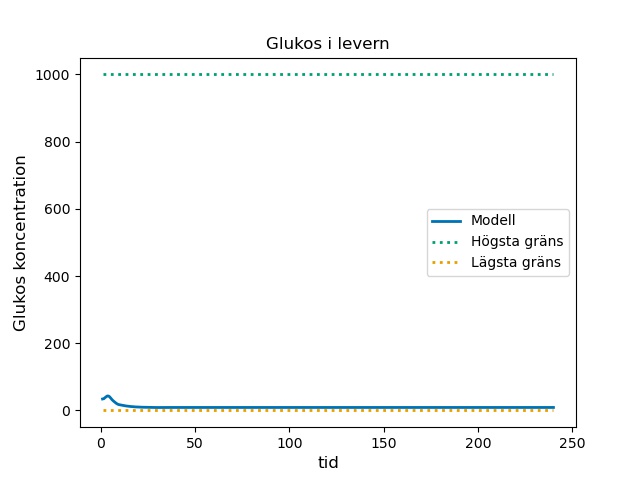 Glukos i levern
Glukos koncentration
1000
800
600
400
200
0
Modell
Högsta gräns
Lägsta gräns
0
50
100
150
200
250
tid